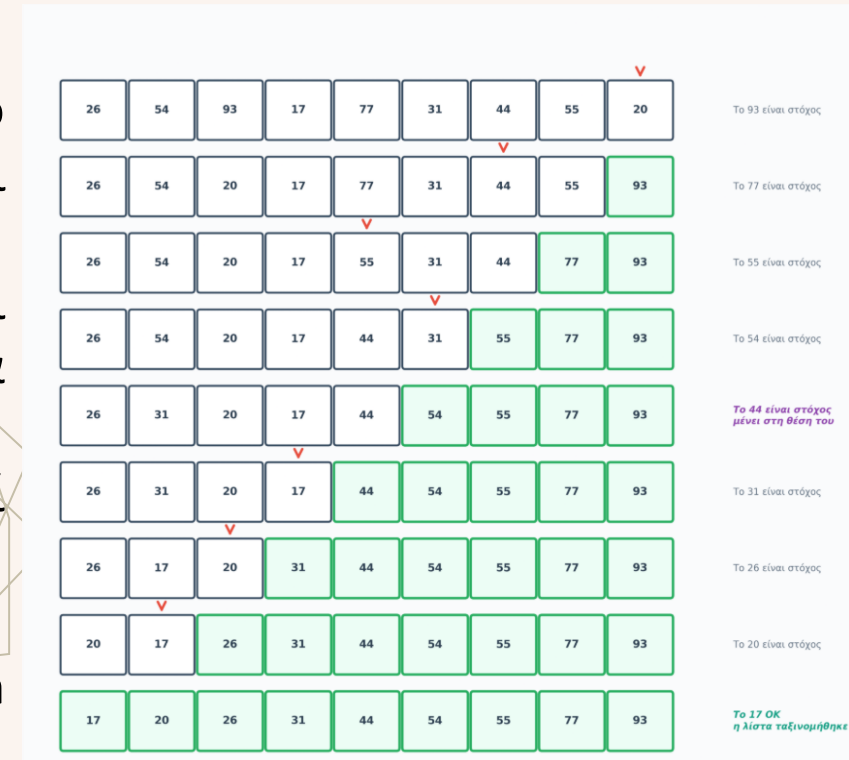 26 54 93 17 77 31 44 55 20 Το 93 είναι στόχος
26 54 20 17 77 31 44 55 93 Το 77 είναι στόχος
26 54 20 17 55 31 44 77 93 Το 55 είναι στόχος
26 54 20 17 44 31 55 77 93 Το 54 είναι στόχος
26 31 20 17 44 54 55 77 93 Το 44 είναι στόχος
μένει στη θέση του
26 31 20 17 44 54 55 77 93 Το 31 είναι στόχος
26 17 20 31 44 54 55 77 93 Το 26 είναι στόχος
20 17 26 31 44 54 55 77 93 Το 20 είναι στόχος
17 20 26 31 44 54 55 77 93 Το 17 ΟΚ
η λίστα ταξινομήθηκε